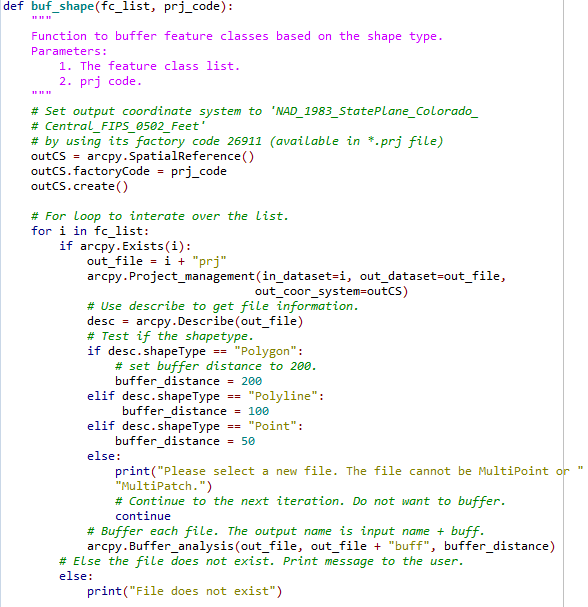 def buf_shape(fc_list, prj_code):
    """
    Function to buffer feature classes based on the shape type.
    Parameters:
        1. The feature class list.
        2. prj code.
    """
    # Set output coordinate system to 'NAD_1983_StatePlane_Colorado_
    # Central_FIPS_0502_Feet'
    # by using its factory code 26911 (available in *.prj file)
    outCS = arcpy.SpatialReference()
    outCS.factoryCode = prj_code
    outCS.create()

    # For loop to interate over the list.
    for i in fc_list:
        if arcpy.Exists(i):
            out_file = i + "prj"
            arcpy.Project_management(in_dataset=i, out_dataset=out_file,
                                     out_coor_system=outCS)
            # Use describe to get file information.
            desc = arcpy.Describe(out_file)
            # Test if the shapetype.
            if desc.shapeType == "Polygon":
                # set buffer distance to 200.
                buffer_distance = 200
            elif desc.shapeType == "Polyline":
                 buffer_distance = 100
            elif desc.shapeType == "Point":
                buffer_distance = 50
            else:
                print("Please select a new file. The file cannot be MultiPoint or "
                "MultiPatch.")
                # Continue to the next iteration. Do not want to buffer.
                continue
            # Buffer each file. The output name is input name + buff.
            arcpy.Buffer_analysis(out_file, out_file + "buff", buffer_distance)
        # Else the file does not exist. Print message to the user.
        else:
            print("File does not exist")